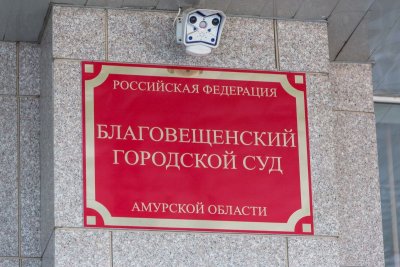 РОССИЙСКАЯ ФЕДЕРАЦИЯ
БЛАГОВЕЩЕНСКИЙ
ГОРОДСКОЙ СУД
АМУРСКОЙ ОБЛАСТИ